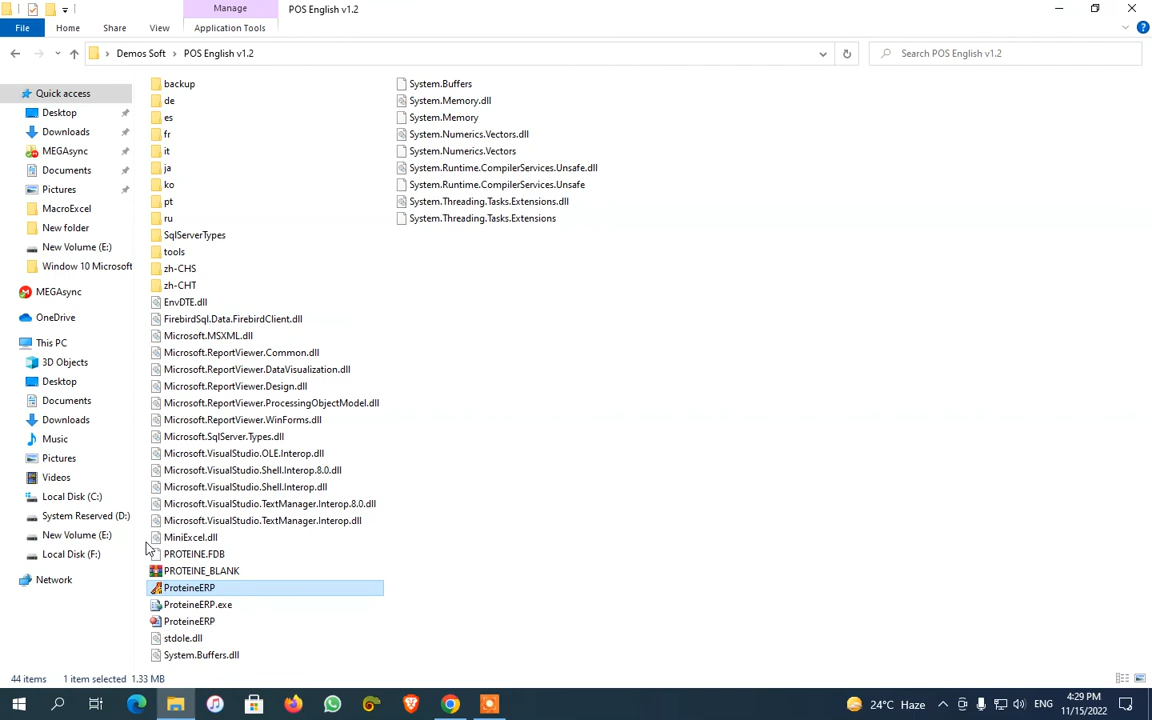 Manage
POS English v1.2
File
Home
Share
View
Application Tools
Demos Soft
POS English v1.2
Search POS English v1.2
Quick access
Desktop
Downloads
MEGAsync
Documents
Pictures
MacroExcel
New folder
New Volume (E:)
Window 10 Microsoft
MEGAsync
OneDrive
This PC
3D Objects
Desktop
Documents
Downloads
Music
Pictures
Videos
Local Disk (C:)
System Reserved (D:)
New Volume (E:)
Local Disk (F:)
Network
backup
de
es
fr
it
ja
ko
pt
ru
SqlServerTypes
tools
zh-CHS
zh-CHT
EnvDTE.dll
FirebirdSql.Data.FirebirdClient.dll
Microsoft.MSXML.dll
Microsoft.ReportViewer.Common.dll
Microsoft.ReportViewer.DataVisualization.dll
Microsoft.ReportViewer.Design.dll
Microsoft.ReportViewer.ProcessingObjectModel.dll
Microsoft.ReportViewer.WinForms.dll
Microsoft.SqlServer.Types.dll
Microsoft.VisualStudio.OLE.Interop.dll
Microsoft.VisualStudio.Shell.Interop.8.0.dll
Microsoft.VisualStudio.Shell.Interop.dll
Microsoft.VisualStudio.TextManager.Interop.8.0.dll
Microsoft.VisualStudio.TextManager.Interop.dll
MiniExcel.dll
PROTEINE.FDB
PROTEINE_BLANK
ProteineERP
ProteineERP.exe
ProteineERP
stdole.dll
System.Buffers.dll
System.Buffers
System.Memory.dll
System.Memory
System.Numerics.Vectors.dll
System.Numerics.Vectors
System.Runtime.CompilerServices.Unsafe.dll
System.Runtime.CompilerServices.Unsafe
System.Threading.Tasks.Extensions.dll
System.Threading.Tasks.Extensions
44 items
1 item selected 1.33 MB
24°C Haze
ENG
4:29 PM
11/15/2022